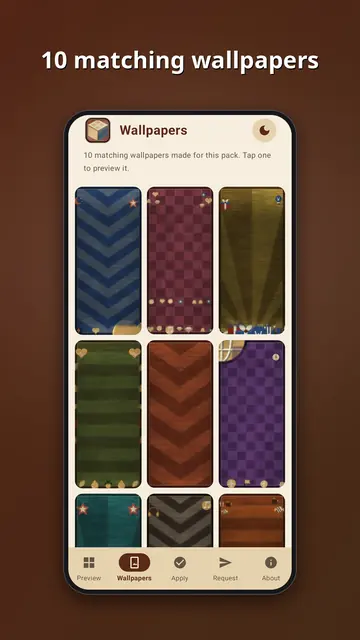 10 matching wallpapers
Wallpapers
10 matching wallpapers made for this pack. Tap one
to preview it.
Preview
Wallpapers
Apply
Request
About